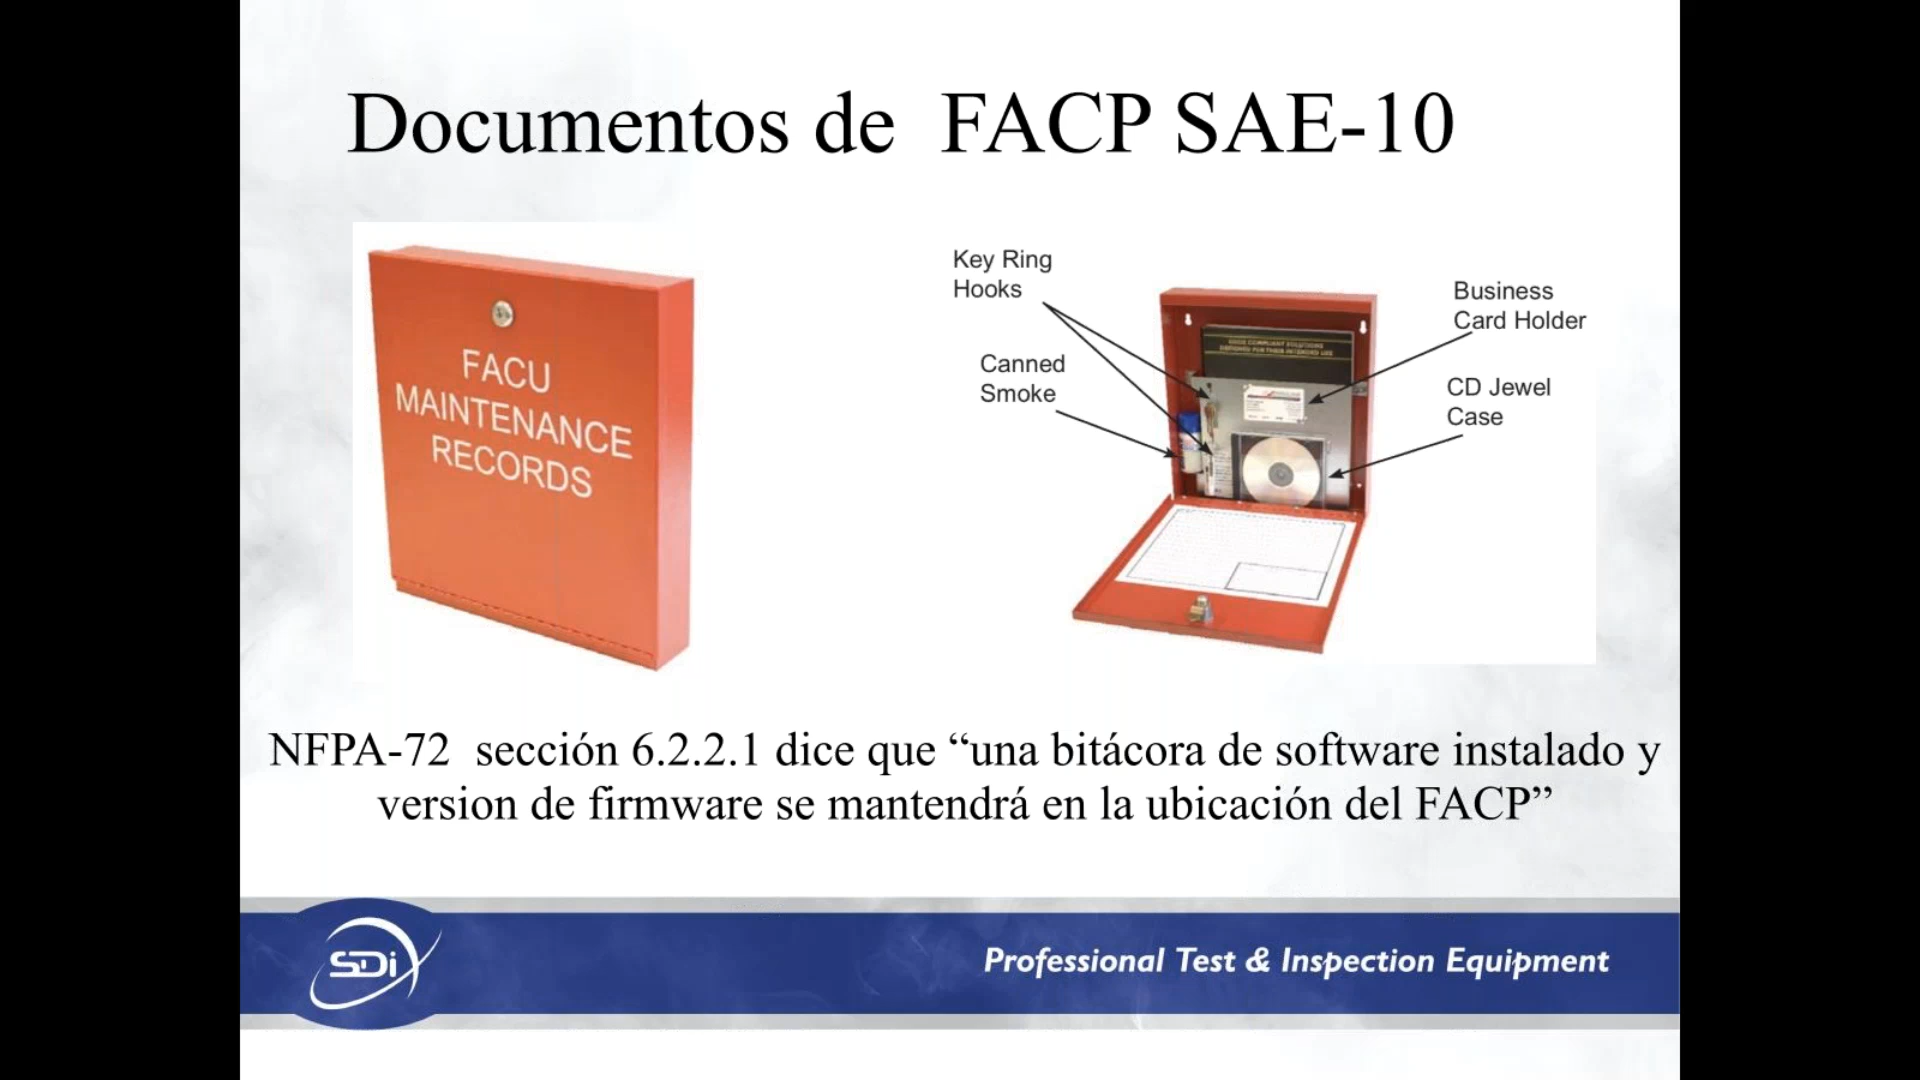 Documentos de FACP SAE-10
FACU
MAINTENANCE
RECORDS
Key Ring
Hooks
Canned
Smoke
Business
Card Holder
CD Jewel
Case
NFPA-72 sección 6.2.2.1 dice que “una bitácora de software instalado y
version de firmware se mantendrá en la ubicación del FACP”
SDi
Professional Test & Inspection Equipment